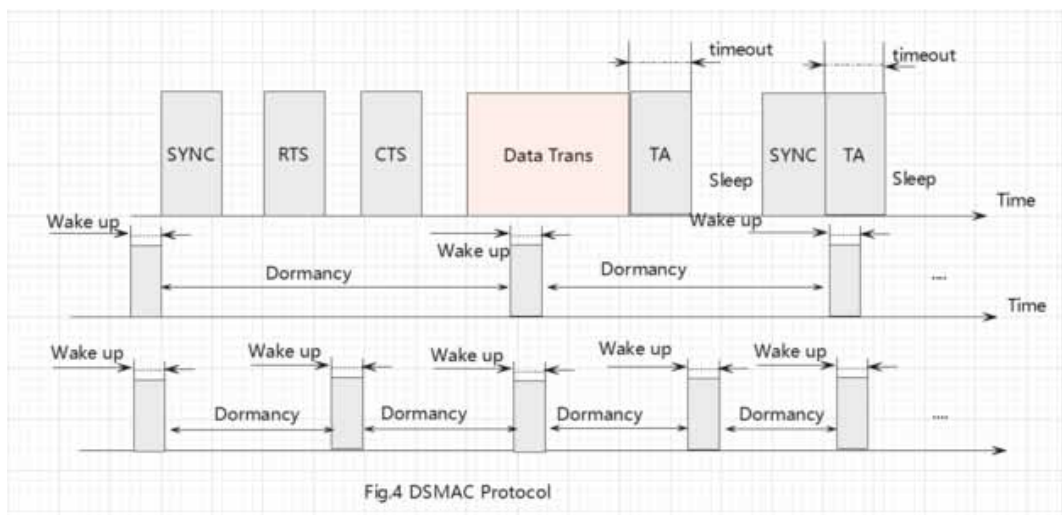 timeout
timeout
SYNC
RTS
CTS
Data Trans
TA
Sleep
SYNC
TA
Sleep
Time
Wake up
Wake up
Wake up
Dormancy
Dormancy
....
Time
Wake up
Wake up
Wake up
Wake up
Wake up
Dormancy
Dormancy
Dormancy
Dormancy
....
Fig.4 DSMAC Protocol